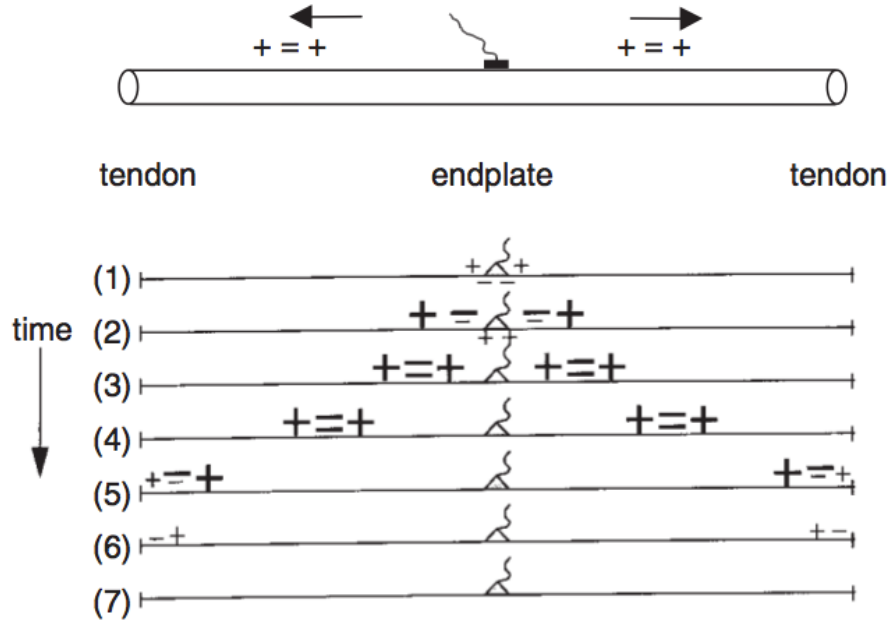 + = + + = +
tendon endplate tendon
(1) + +
− −
time (2) + − − +
+ +
(3) + = + + = +
(4) + = + + = +
(5) + − + + − +
(6) − + + −
(7)